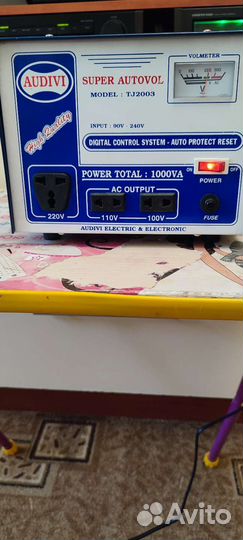 AUDIVI
SUPER AUTOVOL
MODEL : TJ2003
VOLMETER
V
High Quality
INPUT : 90V - 240V
DIGITAL CONTROL SYSTEM - AUTO PROTECT RESET
POWER TOTAL : 1000VA
ON
OFF
POWER
AC OUTPUT
220V
110V
100V
FUSE
AUDIVI ELECTRIC & ELECTRONIC
Avito